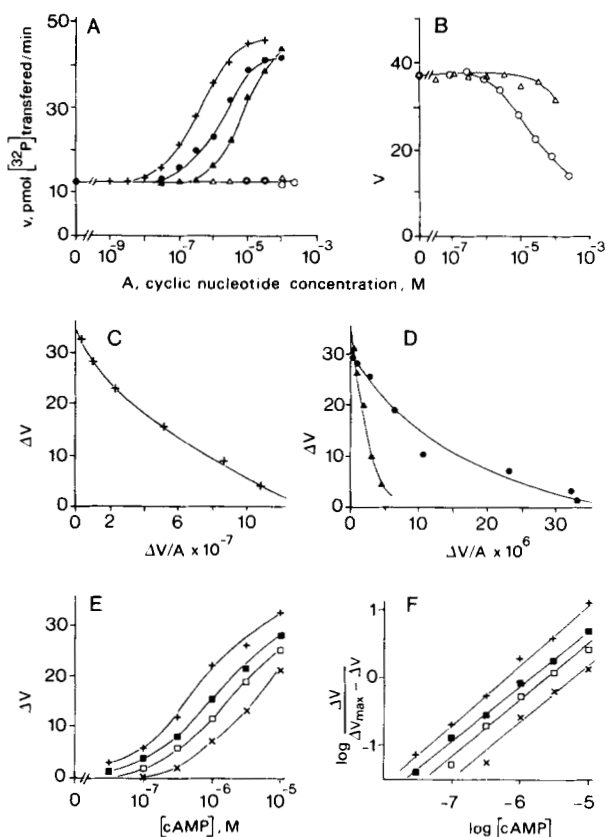 A
B
v, pmol [³²P] transfered/min
50
30
10
0
0
10⁻⁹
10⁻⁷
10⁻⁵
10⁻³
V
60
40
20
0
0
10⁻⁷
10⁻⁵
10⁻³
A, cyclic nucleotide concentration, M
C
D
ΔV
30
20
10
0
0
2
6
10
ΔV/A x 10⁻⁷
ΔV
30
20
10
0
0
10
20
30
ΔV/A x 10⁶
E
F
ΔV
30
20
10
0
0
10⁻⁷
10⁻⁶
10⁻⁵
[cAMP], M
log ΔV / ΔVmax - ΔV
1
0
-1
-7
-6
-5
log [cAMP]